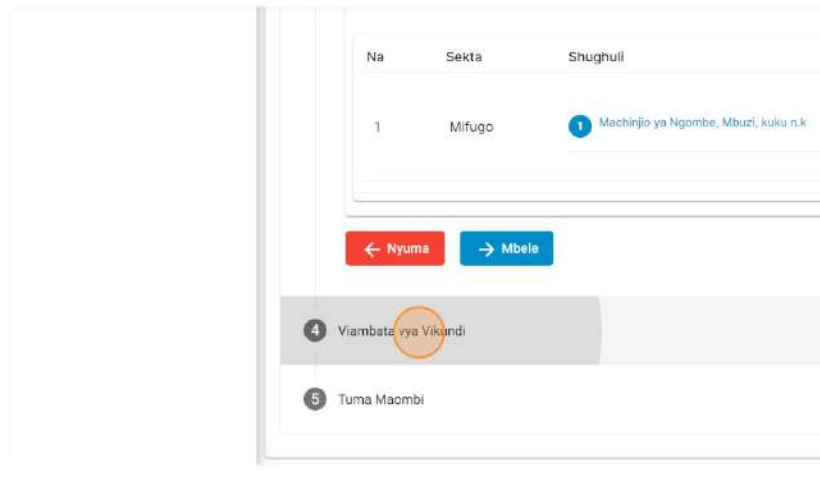 Na Sekta Shughuli
1 Mifugo 1 Machinjio ya Ngombe, Mbuzi, kuku n.k
← Nyuma → Mbele
4 Viambata vya Vikundi
5 Tuma Maombi